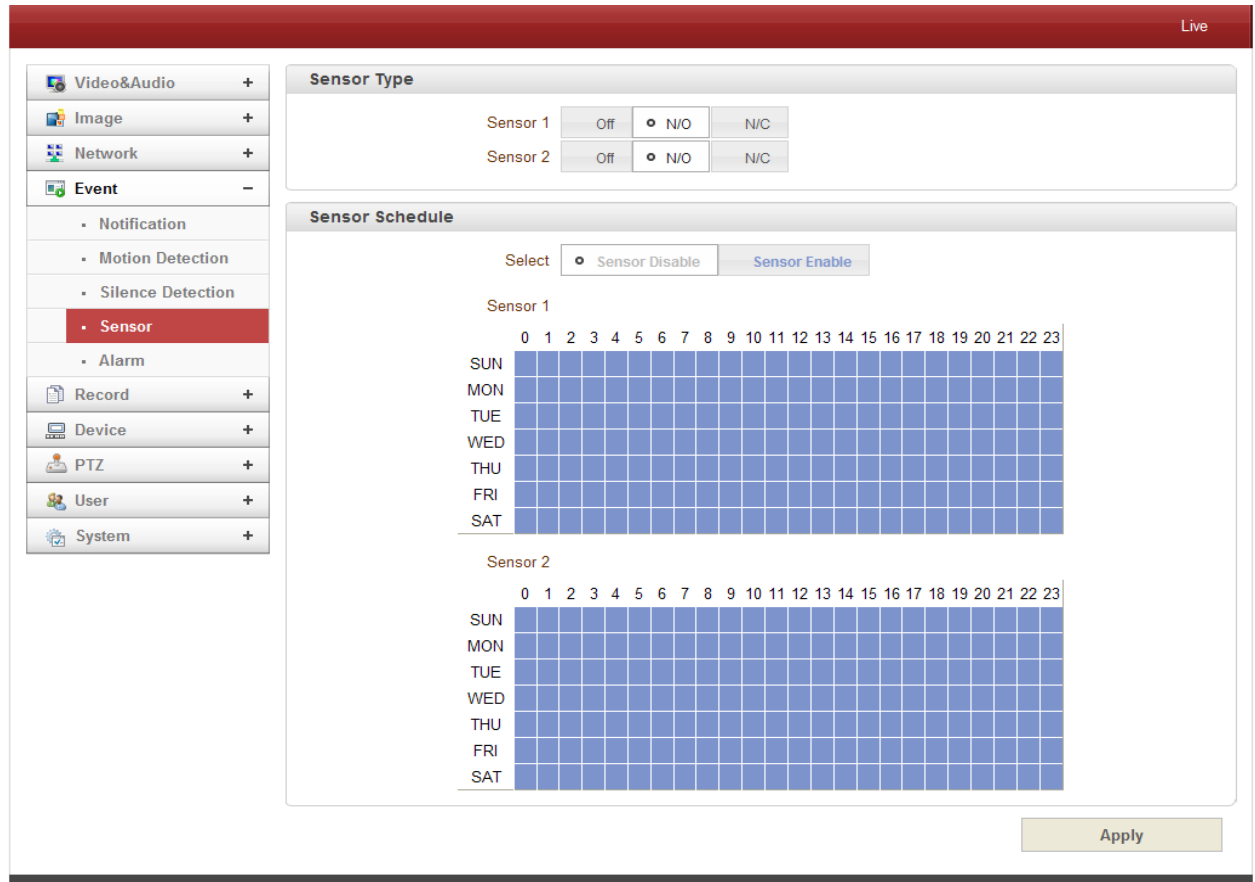 Live
Video&Audio +
Image +
Network +
Event −
Notification
Motion Detection
Silence Detection
Sensor
Alarm
Record +
Device +
PTZ +
User +
System +
Sensor Type
Sensor 1 Off N/O N/C
Sensor 2 Off N/O N/C
Sensor Schedule
Select Sensor Disable Sensor Enable
Sensor 1
0 1 2 3 4 5 6 7 8 9 10 11 12 13 14 15 16 17 18 19 20 21 22 23
SUN
MON
TUE
WED
THU
FRI
SAT
Sensor 2
0 1 2 3 4 5 6 7 8 9 10 11 12 13 14 15 16 17 18 19 20 21 22 23
SUN
MON
TUE
WED
THU
FRI
SAT
Apply